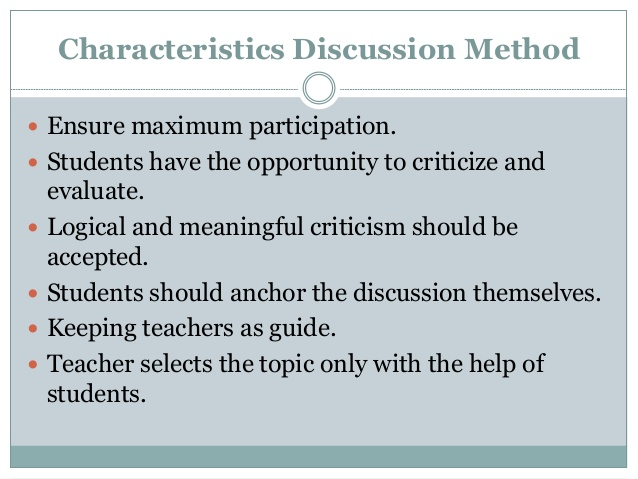 Characteristics Discussion Method
• Ensure maximum participation.
• Students have the opportunity to criticize and
evaluate.
• Logical and meaningful criticism should be
accepted.
• Students should anchor the discussion themselves.
• Keeping teachers as guide.
• Teacher selects the topic only with the help of
students.